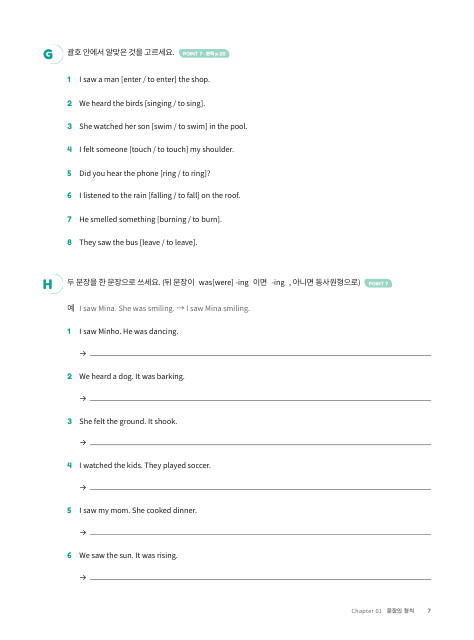 G 괄호 안에서 알맞은 것을 고르세요. POINT 7 · 문법 p.20
1 I saw a man [enter / to enter] the shop.
2 We heard the birds [singing / to sing].
3 She watched her son [swim / to swim] in the pool.
4 I felt someone [touch / to touch] my shoulder.
5 Did you hear the phone [ring / to ring]?
6 I listened to the rain [falling / to fall] on the roof.
7 He smelled something [burning / to burn].
8 They saw the bus [leave / to leave].
H 두 문장을 한 문장으로 쓰세요. (뒤 문장이 was[were] -ing 이면 -ing , 아니면 동사원형으로) POINT 7
예 I saw Mina. She was smiling. → I saw Mina smiling.
1 I saw Minho. He was dancing.
→
2 We heard a dog. It was barking.
→
3 She felt the ground. It shook.
→
4 I watched the kids. They played soccer.
→
5 I saw my mom. She cooked dinner.
→
6 We saw the sun. It was rising.
→
Chapter 01 문장의 형식 7